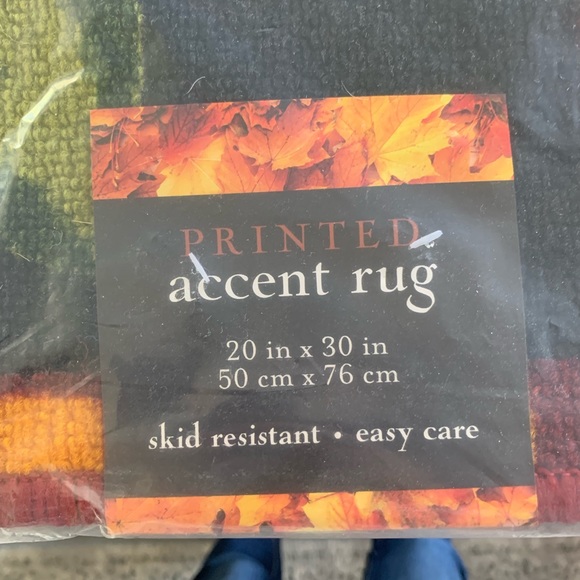 PRINTED
accent rug
20 in x 30 in
50 cm x 76 cm
skid resistant • easy care